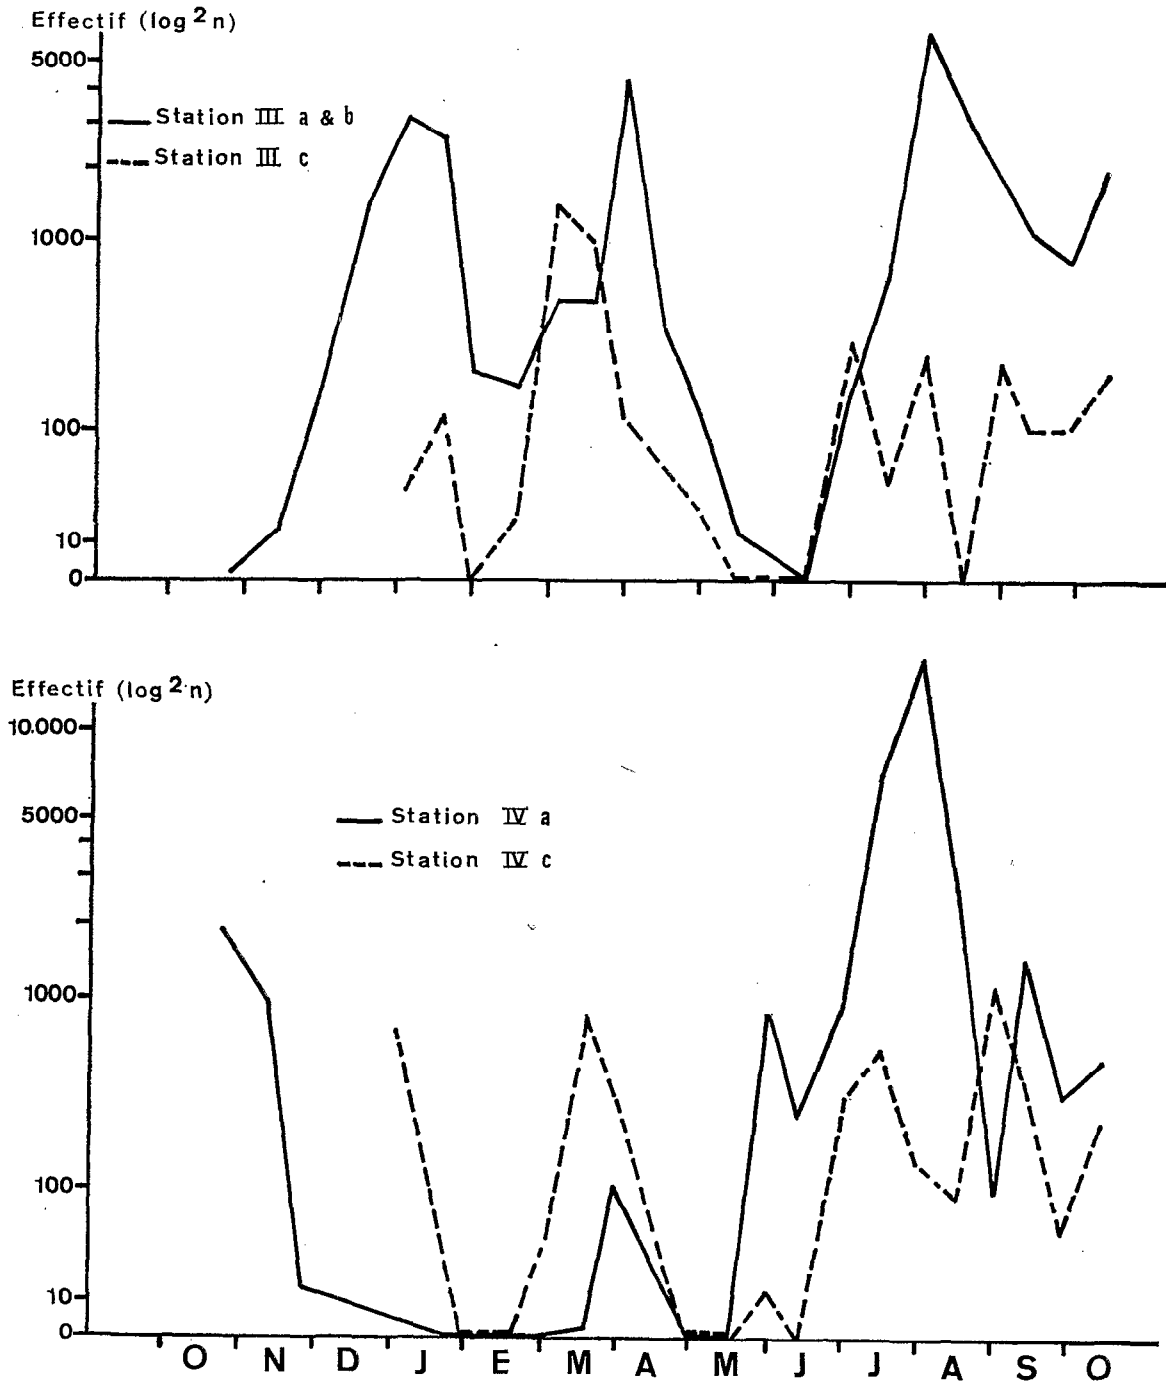 Effectif (log 2 n)
5000
Station III a & b
Station III c
1000
100
10
0
Effectif (log 2 n)
10.000
5000
Station IV a
Station IV c
1000
100
10
0
O N D J E M A M J J A S O